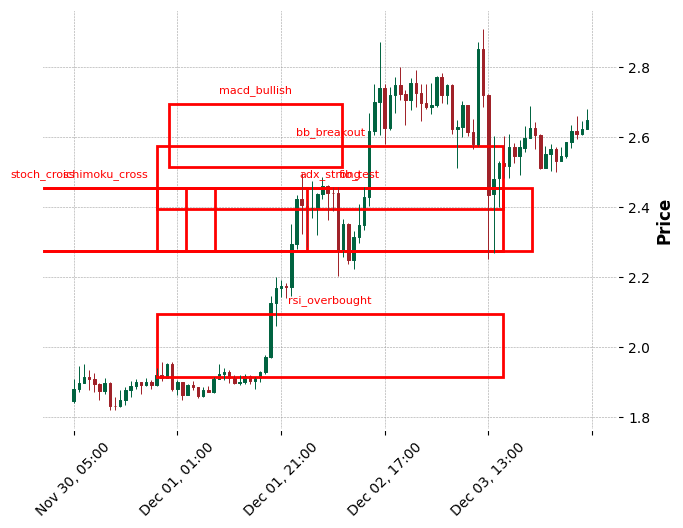 macd_bullish
bb_breakout
stoch_cross
ichimoku_cross
adx_strong
fib_test
rsi_overbought
2.8
2.6
2.4
2.2
2.0
1.8
Price
Nov 30, 05:00
Dec 01, 01:00
Dec 01, 21:00
Dec 02, 17:00
Dec 03, 13:00